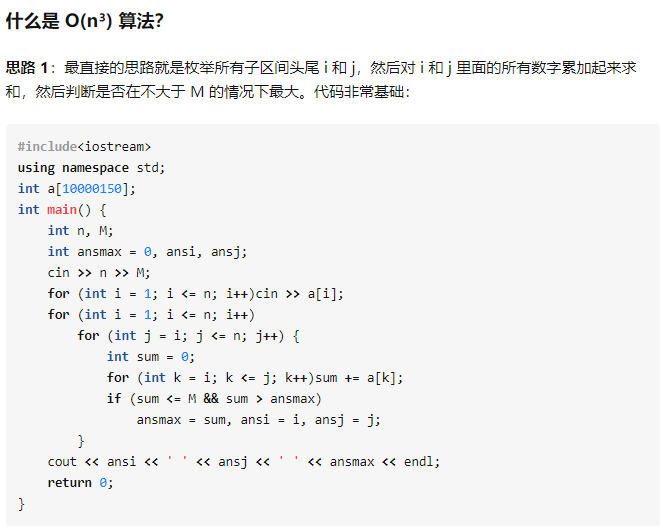 什么是 O(n³) 算法？
思路 1：最直接的思路就是枚举所有子区间头尾 i 和 j，然后对 i 和 j 里面的所有数字累加起来求
和，然后判断是否在不大于 M 的情况下最大。代码非常基础：
#include<iostream>
using namespace std;
int a[10000150];
int main() {
    int n, M;
    int ansmax = 0, ansi, ansj;
    cin >> n >> M;
    for (int i = 1; i <= n; i++)cin >> a[i];
    for (int i = 1; i <= n; i++)
        for (int j = i; j <= n; j++) {
            int sum = 0;
            for (int k = i; k <= j; k++)sum += a[k];
            if (sum <= M && sum > ansmax)
                ansmax = sum, ansi = i, ansj = j;
        }
    cout << ansi << ' ' << ansj << ' ' << ansmax << endl;
    return 0;
}